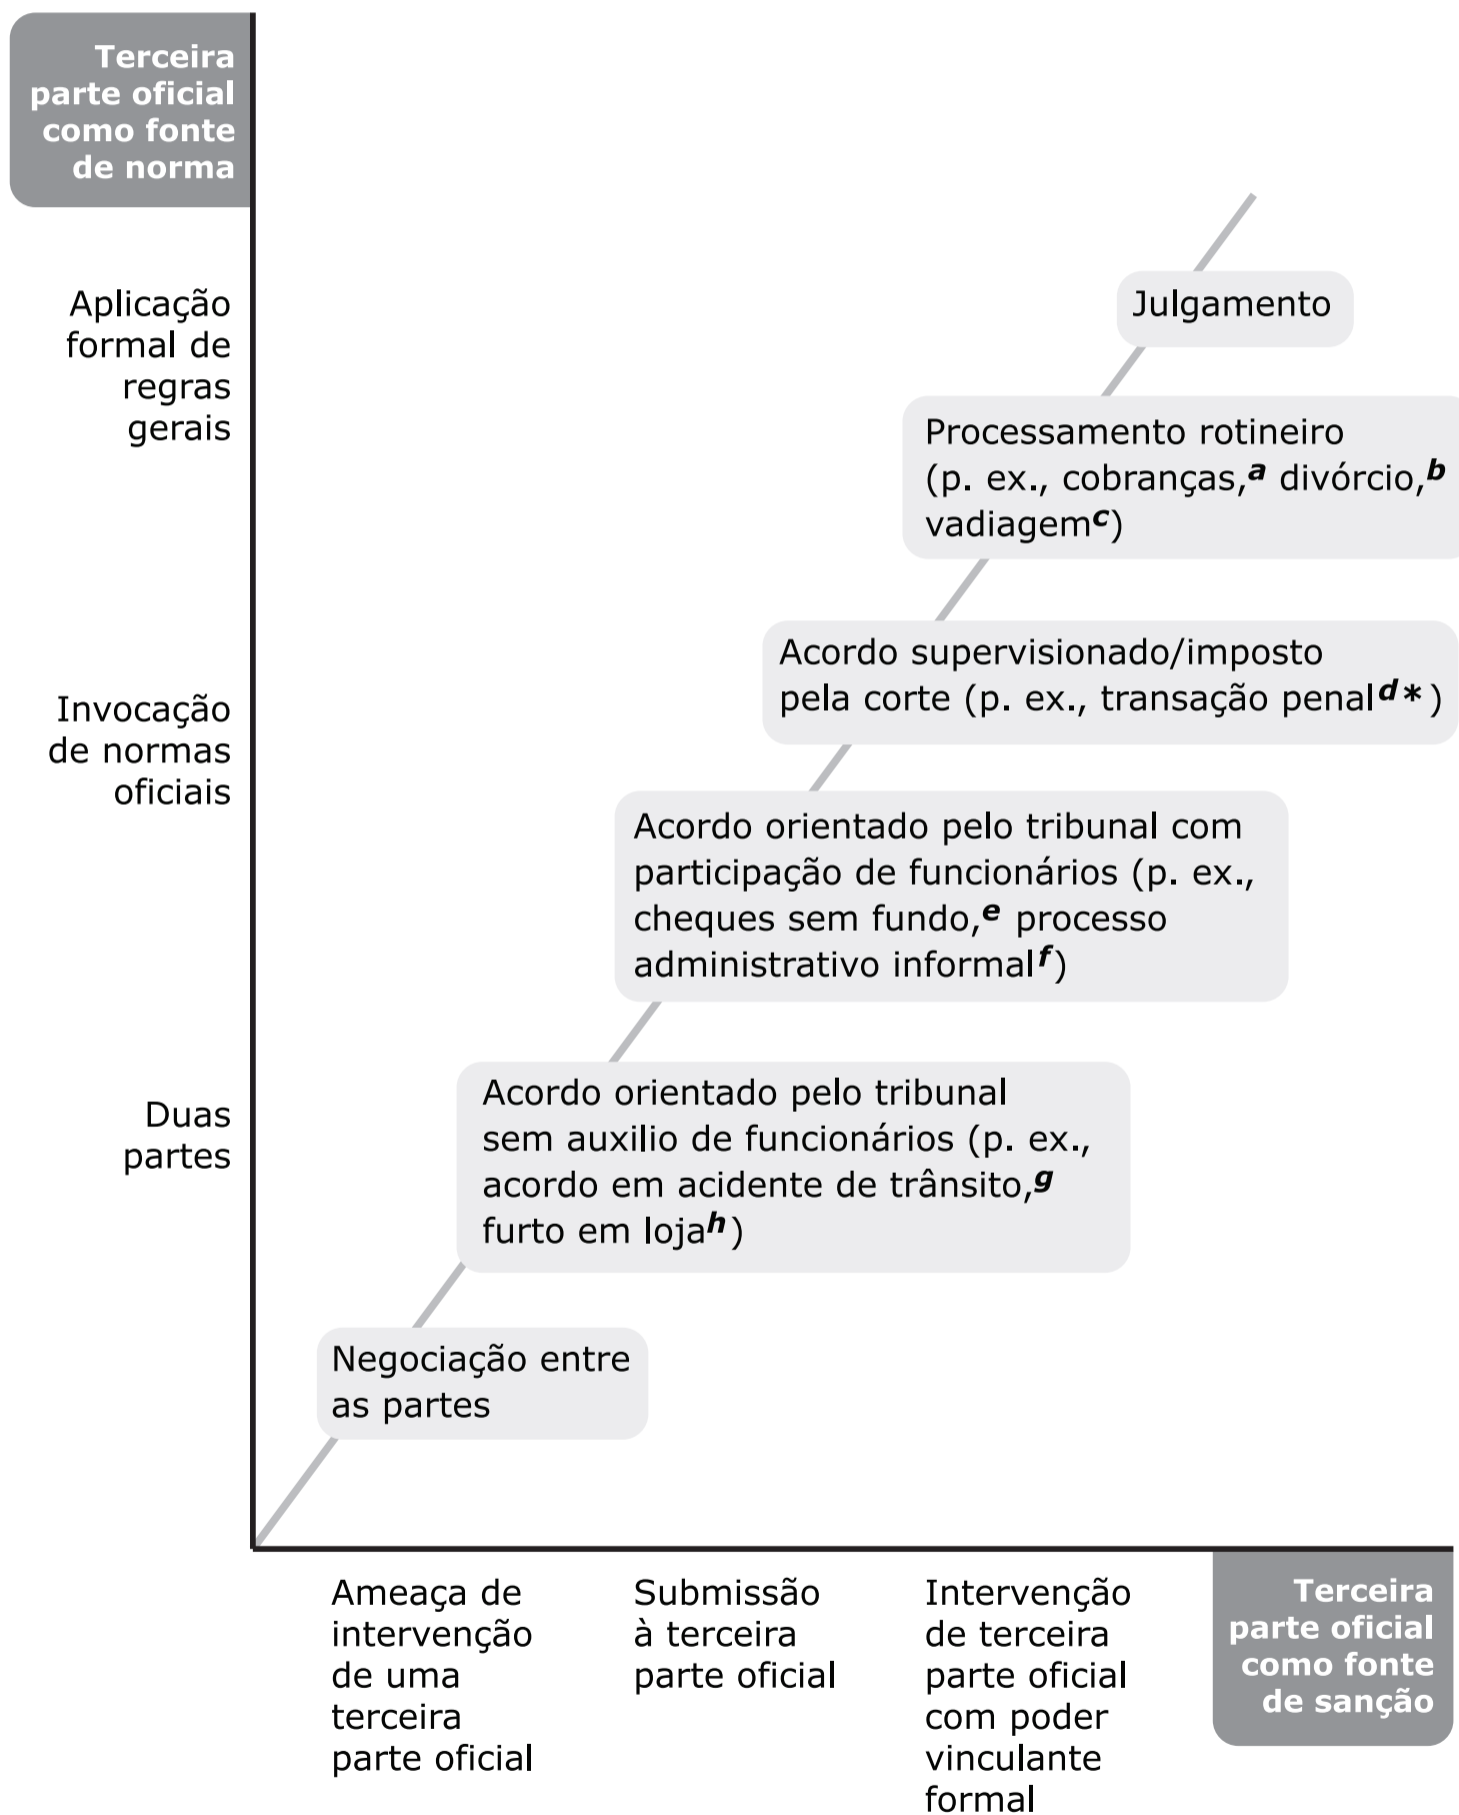 Terceira
parte oficial
como fonte
de norma
Aplicação
formal de
regras
gerais
Invocação
de normas
oficiais
Duas
partes
Julgamento
Processamento rotineiro
(p. ex., cobranças,a divórcio,b
vadiagemc)
Acordo supervisionado/imposto
pela corte (p. ex., transação penald*)
Acordo orientado pelo tribunal com
participação de funcionários (p. ex.,
cheques sem fundo,e processo
administrativo informalf)
Acordo orientado pelo tribunal
sem auxilio de funcionários (p. ex.,
acordo em acidente de trânsito,g
furto em lojah)
Negociação entre
as partes
Ameaça de
intervenção
de uma
terceira
parte oficial
Submissão
à terceira
parte oficial
Intervenção
de terceira
parte oficial
com poder
vinculante
formal
Terceira
parte oficial
como fonte
de sanção